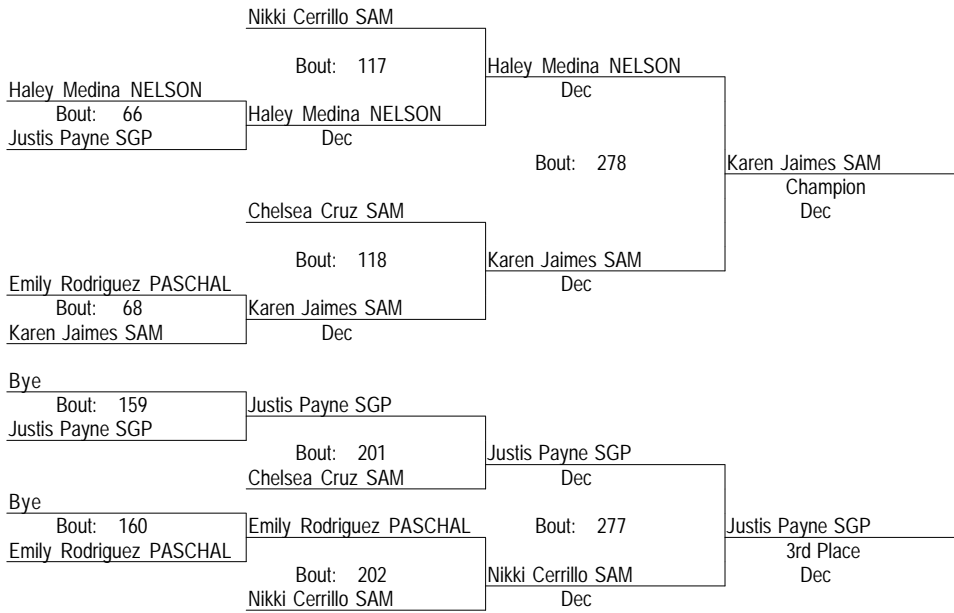 Nikki Cerrillo SAM
Bout: 117
Haley Medina NELSON
Dec
Haley Medina NELSON
Bout: 66
Justis Payne SGP
Haley Medina NELSON
Dec
Bout: 278
Karen Jaimes SAM
Champion
Dec
Chelsea Cruz SAM
Bout: 118
Karen Jaimes SAM
Dec
Emily Rodriguez PASCHAL
Bout: 68
Karen Jaimes SAM
Karen Jaimes SAM
Dec
Bye
Bout: 159
Justis Payne SGP
Justis Payne SGP
Bout: 201
Chelsea Cruz SAM
Justis Payne SGP
Dec
Bye
Bout: 160
Emily Rodriguez PASCHAL
Emily Rodriguez PASCHAL
Bout: 277
Justis Payne SGP
3rd Place
Dec
Bout: 202
Nikki Cerrillo SAM
Nikki Cerrillo SAM
Dec